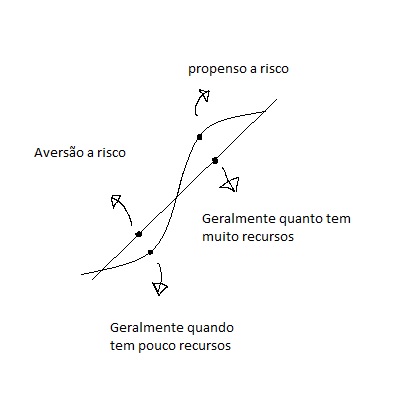 propenso a risco
Aversão a risco
Geralmente quanto tem
muito recursos
Geralmente quando
tem pouco recursos